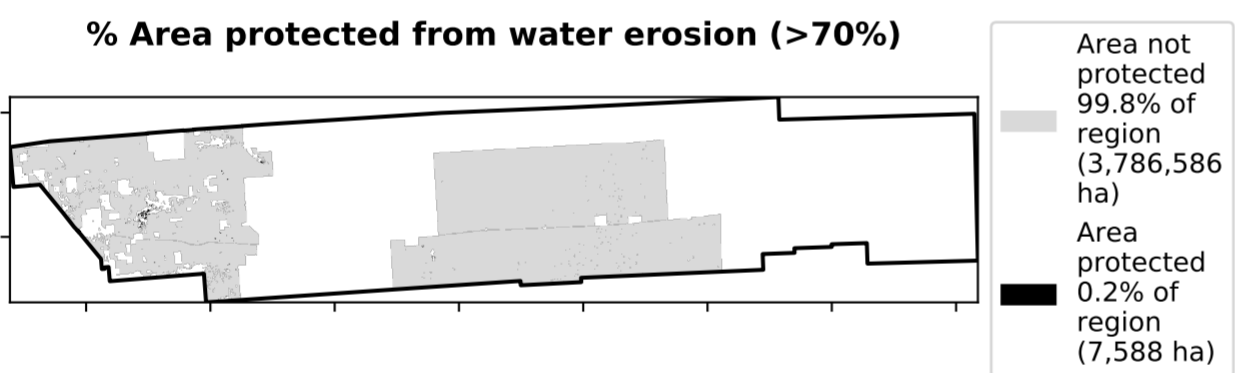 % Area protected from water erosion (>70%)
Area not
protected
99.8% of
region
(3,786,586
ha)
Area
protected
0.2% of
region
(7,588 ha)